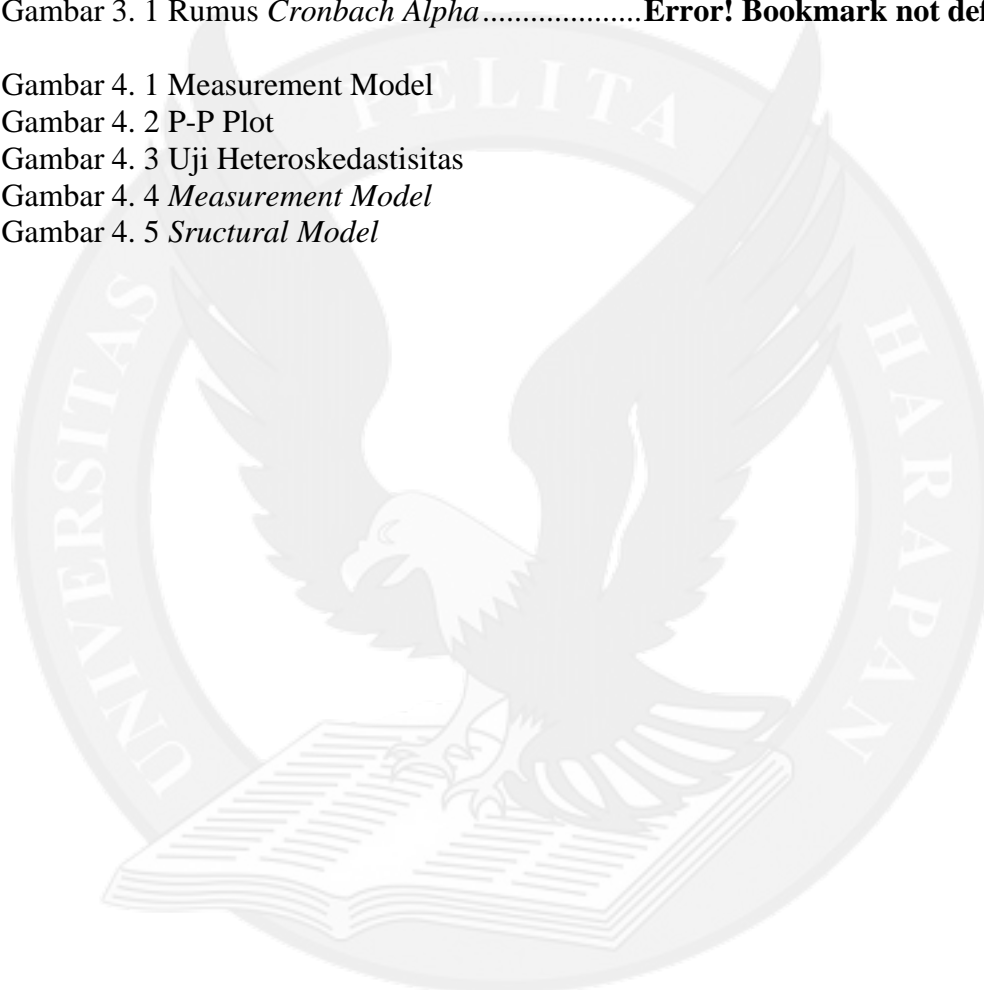 Gambar 3. 1 Rumus Cronbach Alpha....................Error! Bookmark not def
Gambar 4. 1 Measurement Model
Gambar 4. 2 P-P Plot
Gambar 4. 3 Uji Heteroskedastisitas
Gambar 4. 4 Measurement Model
Gambar 4. 5 Sructural Model
UNIVERSITAS PELITA HARAPAN